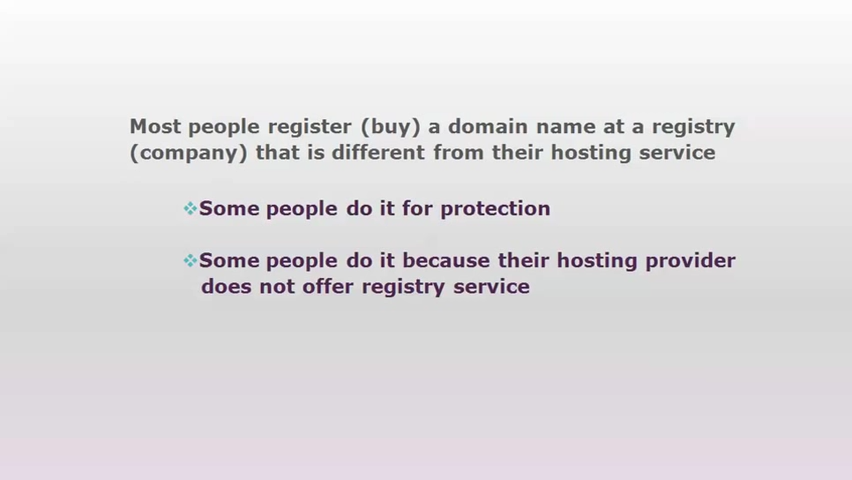 Most people register (buy) a domain name at a registry
(company) that is different from their hosting service
❖Some people do it for protection
❖Some people do it because their hosting provider
does not offer registry service